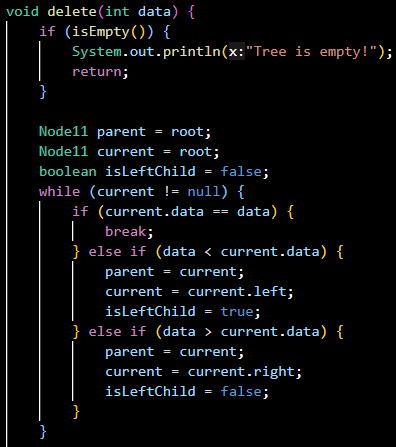 void delete(int data) {
    if (isEmpty()) {
        System.out.println(x:"Tree is empty!");
        return;
    }

    Node11 parent = root;
    Node11 current = root;
    boolean isLeftChild = false;
    while (current != null) {
        if (current.data == data) {
            break;
        } else if (data < current.data) {
            parent = current;
            current = current.left;
            isLeftChild = true;
        } else if (data > current.data) {
            parent = current;
            current = current.right;
            isLeftChild = false;
        }
    }